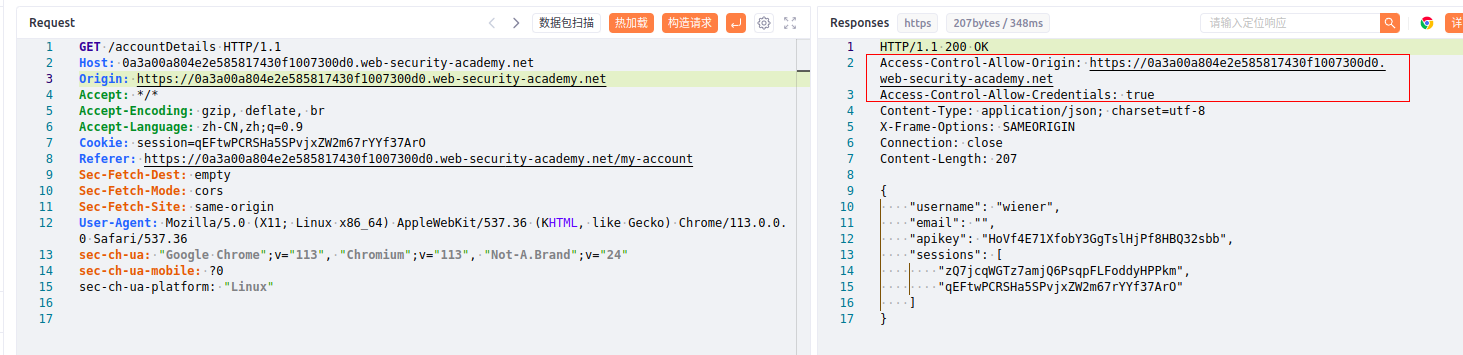 Request
数据包扫描 热加载 构造请求
1 GET /accountDetails HTTP/1.1
2 Host: 0a3a00a804e2e585817430f1007300d0.web-security-academy.net
3 Origin: https://0a3a00a804e2e585817430f1007300d0.web-security-academy.net
4 Accept: */*
5 Accept-Encoding: gzip, deflate, br
6 Accept-Language: zh-CN,zh;q=0.9
7 Cookie: session=qEFtwPCRSHa5SPvjxZW2m67rYYf37ArO
8 Referer: https://0a3a00a804e2e585817430f1007300d0.web-security-academy.net/my-account
9 Sec-Fetch-Dest: empty
10 Sec-Fetch-Mode: cors
11 Sec-Fetch-Site: same-origin
12 User-Agent: Mozilla/5.0 (X11; Linux x86_64) AppleWebKit/537.36 (KHTML, like Gecko) Chrome/113.0.0.
0 Safari/537.36
13 sec-ch-ua: "Google Chrome";v="113", "Chromium";v="113", "Not-A.Brand";v="24"
14 sec-ch-ua-mobile: ?0
15 sec-ch-ua-platform: "Linux"
16
17
Responses https 207bytes / 348ms 请输入定位响应 详
1 HTTP/1.1 200 OK
2 Access-Control-Allow-Origin: https://0a3a00a804e2e585817430f1007300d0.
web-security-academy.net
3 Access-Control-Allow-Credentials: true
4 Content-Type: application/json; charset=utf-8
5 X-Frame-Options: SAMEORIGIN
6 Connection: close
7 Content-Length: 207
8
9 {
10 "username": "wiener",
11 "email": "",
12 "apikey": "HoVf4E71XfobY3GgTslHjPf8HBQ32sbb",
13 "sessions": [
14 "zQ7jcqWGTz7amjQ6PsqpFLFoddyHPPkm",
15 "qEFtwPCRSHa5SPvjxZW2m67rYYf37ArO"
16 ]
17 }